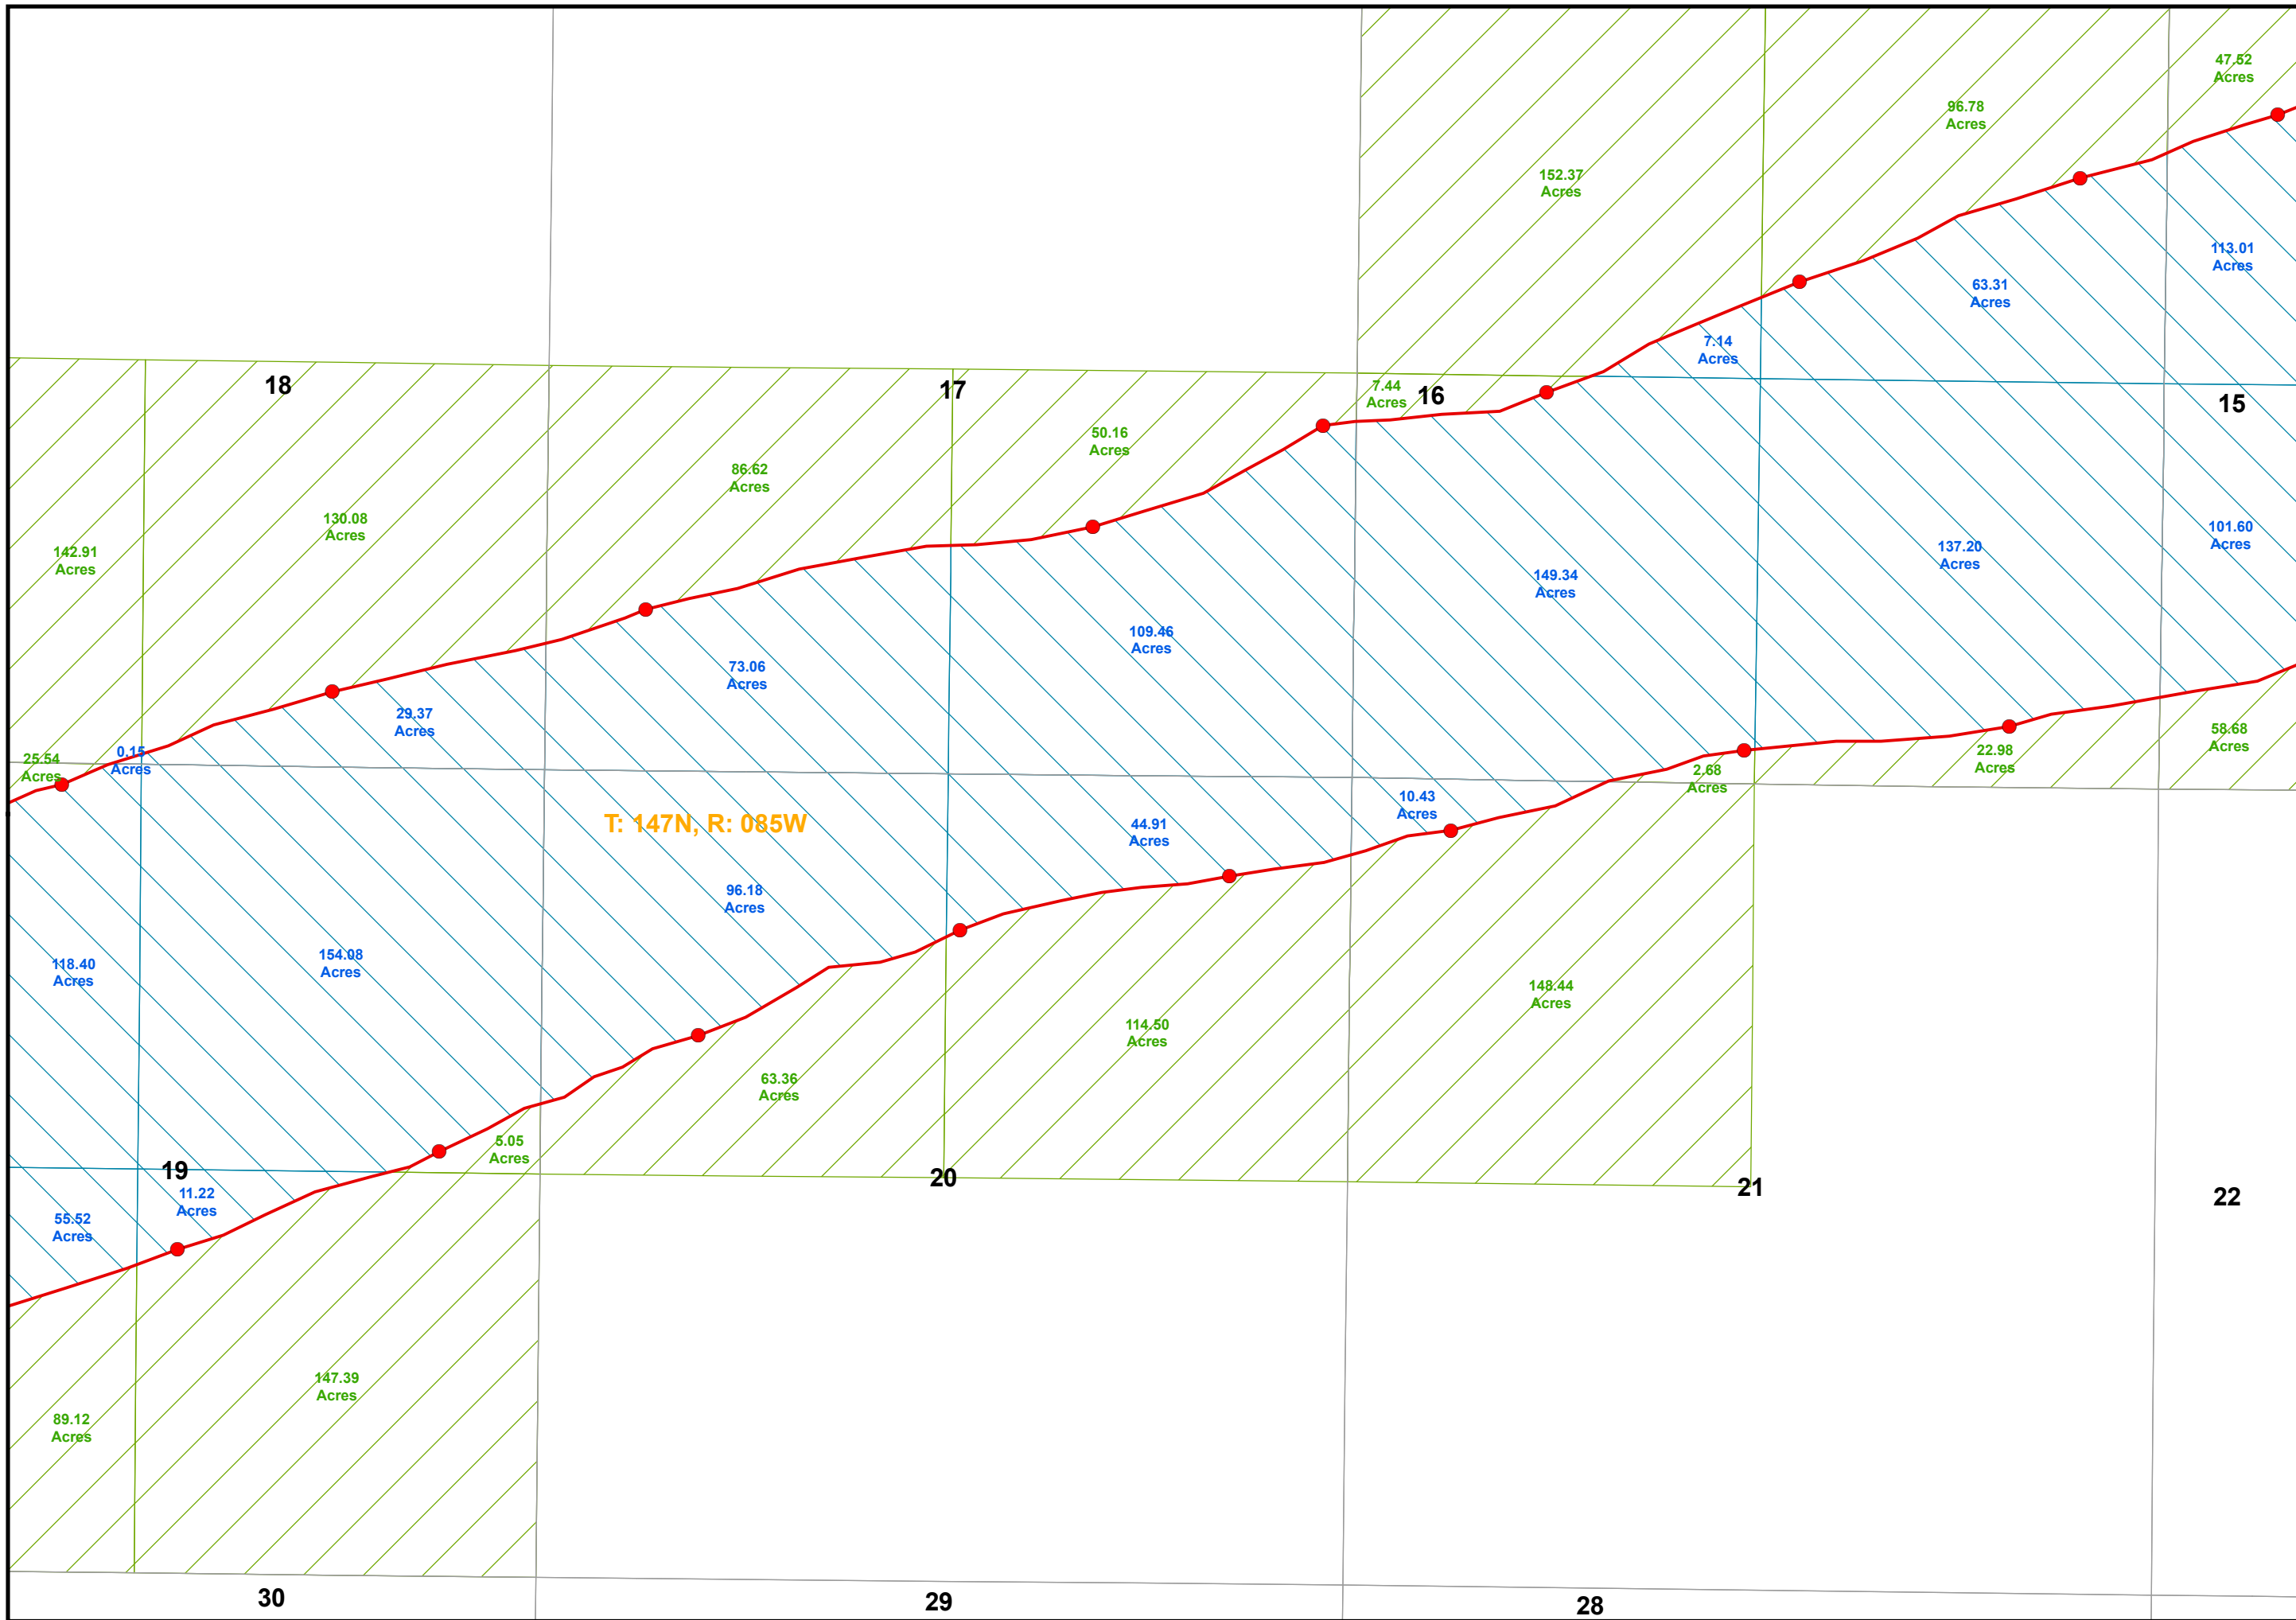 47.52
Acres
96.78
Acres
152.37
Acres
113.01
Acres
63.31
Acres
7.14
Acres
18
17
7.44
Acres
16
15
50.16
Acres
86.62
Acres
130.08
Acres
142.91
Acres
101.60
Acres
137.20
Acres
149.34
Acres
109.46
Acres
73.06
Acres
29.37
Acres
0.15
Acres
25.54
Acres
58.68
Acres
22.98
Acres
2.68
Acres
10.43
Acres
T: 147N, R: 085W
44.91
Acres
96.18
Acres
154.08
Acres
118.40
Acres
148.44
Acres
114.50
Acres
63.36
Acres
5.05
Acres
19
20
21
22
11.22
Acres
55.52
Acres
147.39
Acres
89.12
Acres
30
29
28